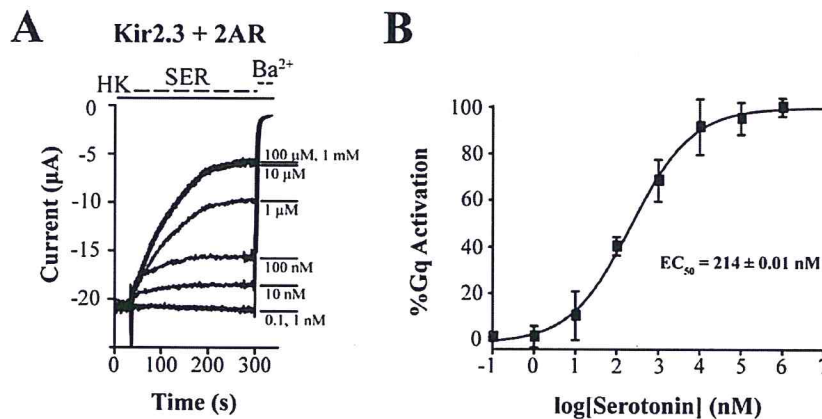 A
Kir2.3 + 2AR
HK
SER
Ba²⁺
0
-5
-10
-15
-20
Current (µA)
100 µM, 1 mM
10 µM
1 µM
100 nM
10 nM
0.1, 1 nM
0 100 200 300
Time (s)
B
100
80
60
40
20
0
%Gq Activation
EC₅₀ = 214 ± 0.01 nM
-1 0 1 2 3 4 5 6 7
log[Serotonin] (nM)